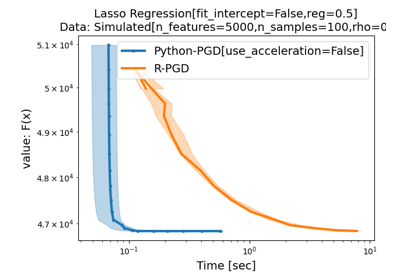 Lasso Regression[fit_intercept=False,reg=0.5]
Data: Simulated[n_features=5000,n_samples=100,rho=0
5.1 × 10⁴
5 × 10⁴
4.9 × 10⁴
4.8 × 10⁴
4.7 × 10⁴
value: F(x)
Python-PGD[use_acceleration=False]
R-PGD
10⁻¹
10⁰
10¹
Time [sec]